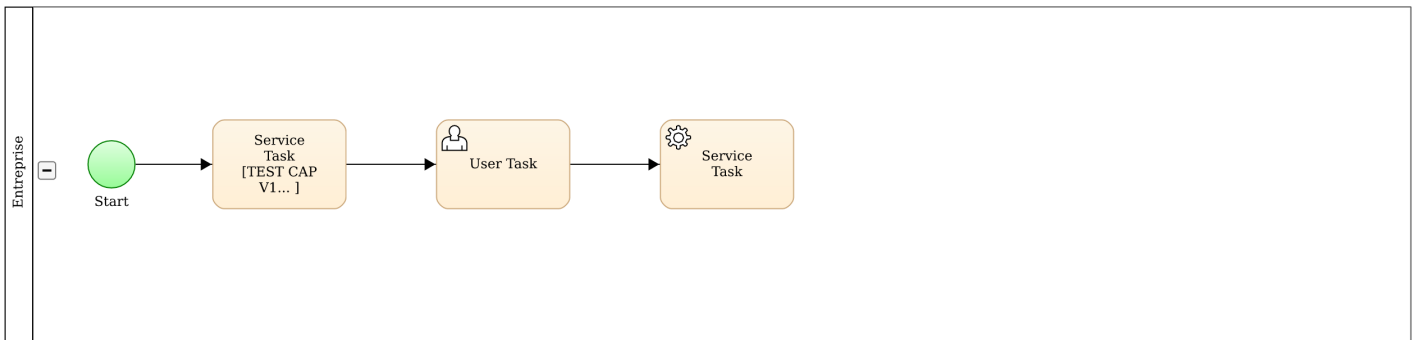 Entreprise
Start
Service
Task
[TEST CAP
V1... ]
User Task
Service
Task